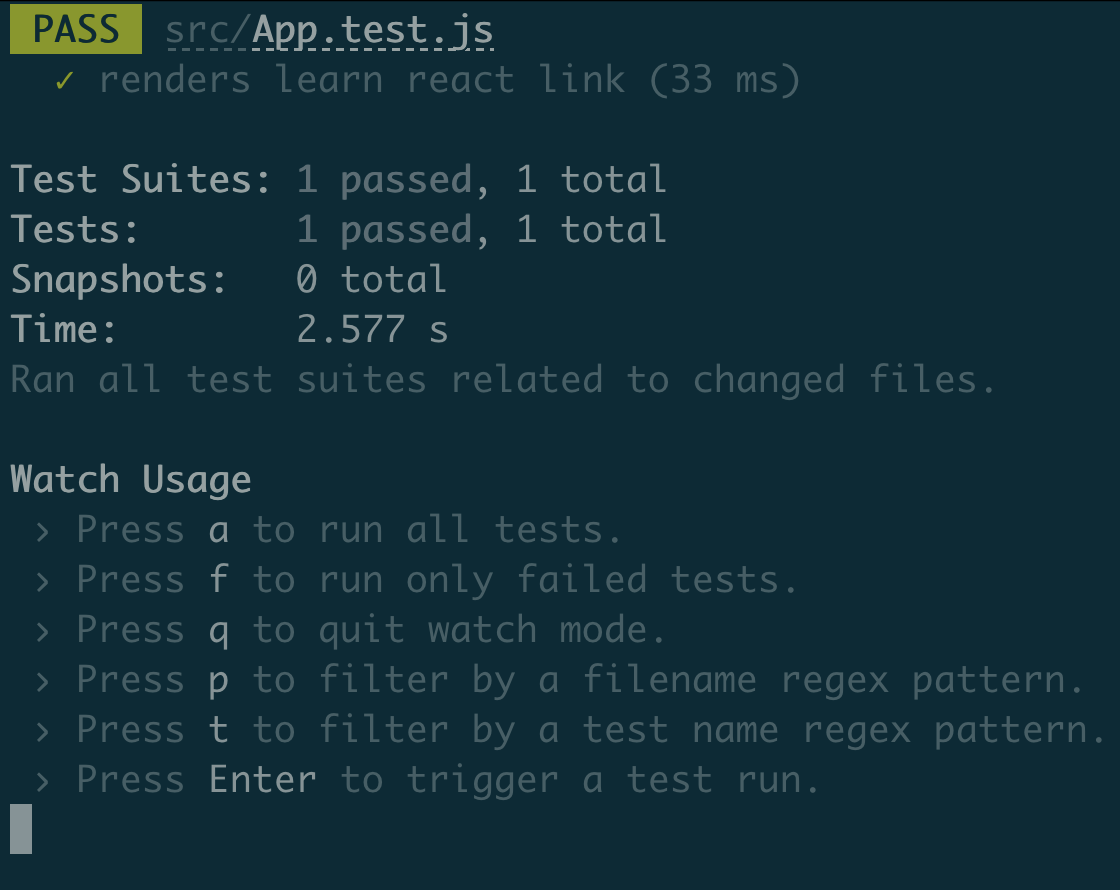 PASS src/App.test.js
✓ renders learn react link (33 ms)
Test Suites: 1 passed, 1 total
Tests: 1 passed, 1 total
Snapshots: 0 total
Time: 2.577 s
Ran all test suites related to changed files.
Watch Usage
› Press a to run all tests.
› Press f to run only failed tests.
› Press q to quit watch mode.
› Press p to filter by a filename regex pattern.
› Press t to filter by a test name regex pattern.
› Press Enter to trigger a test run.